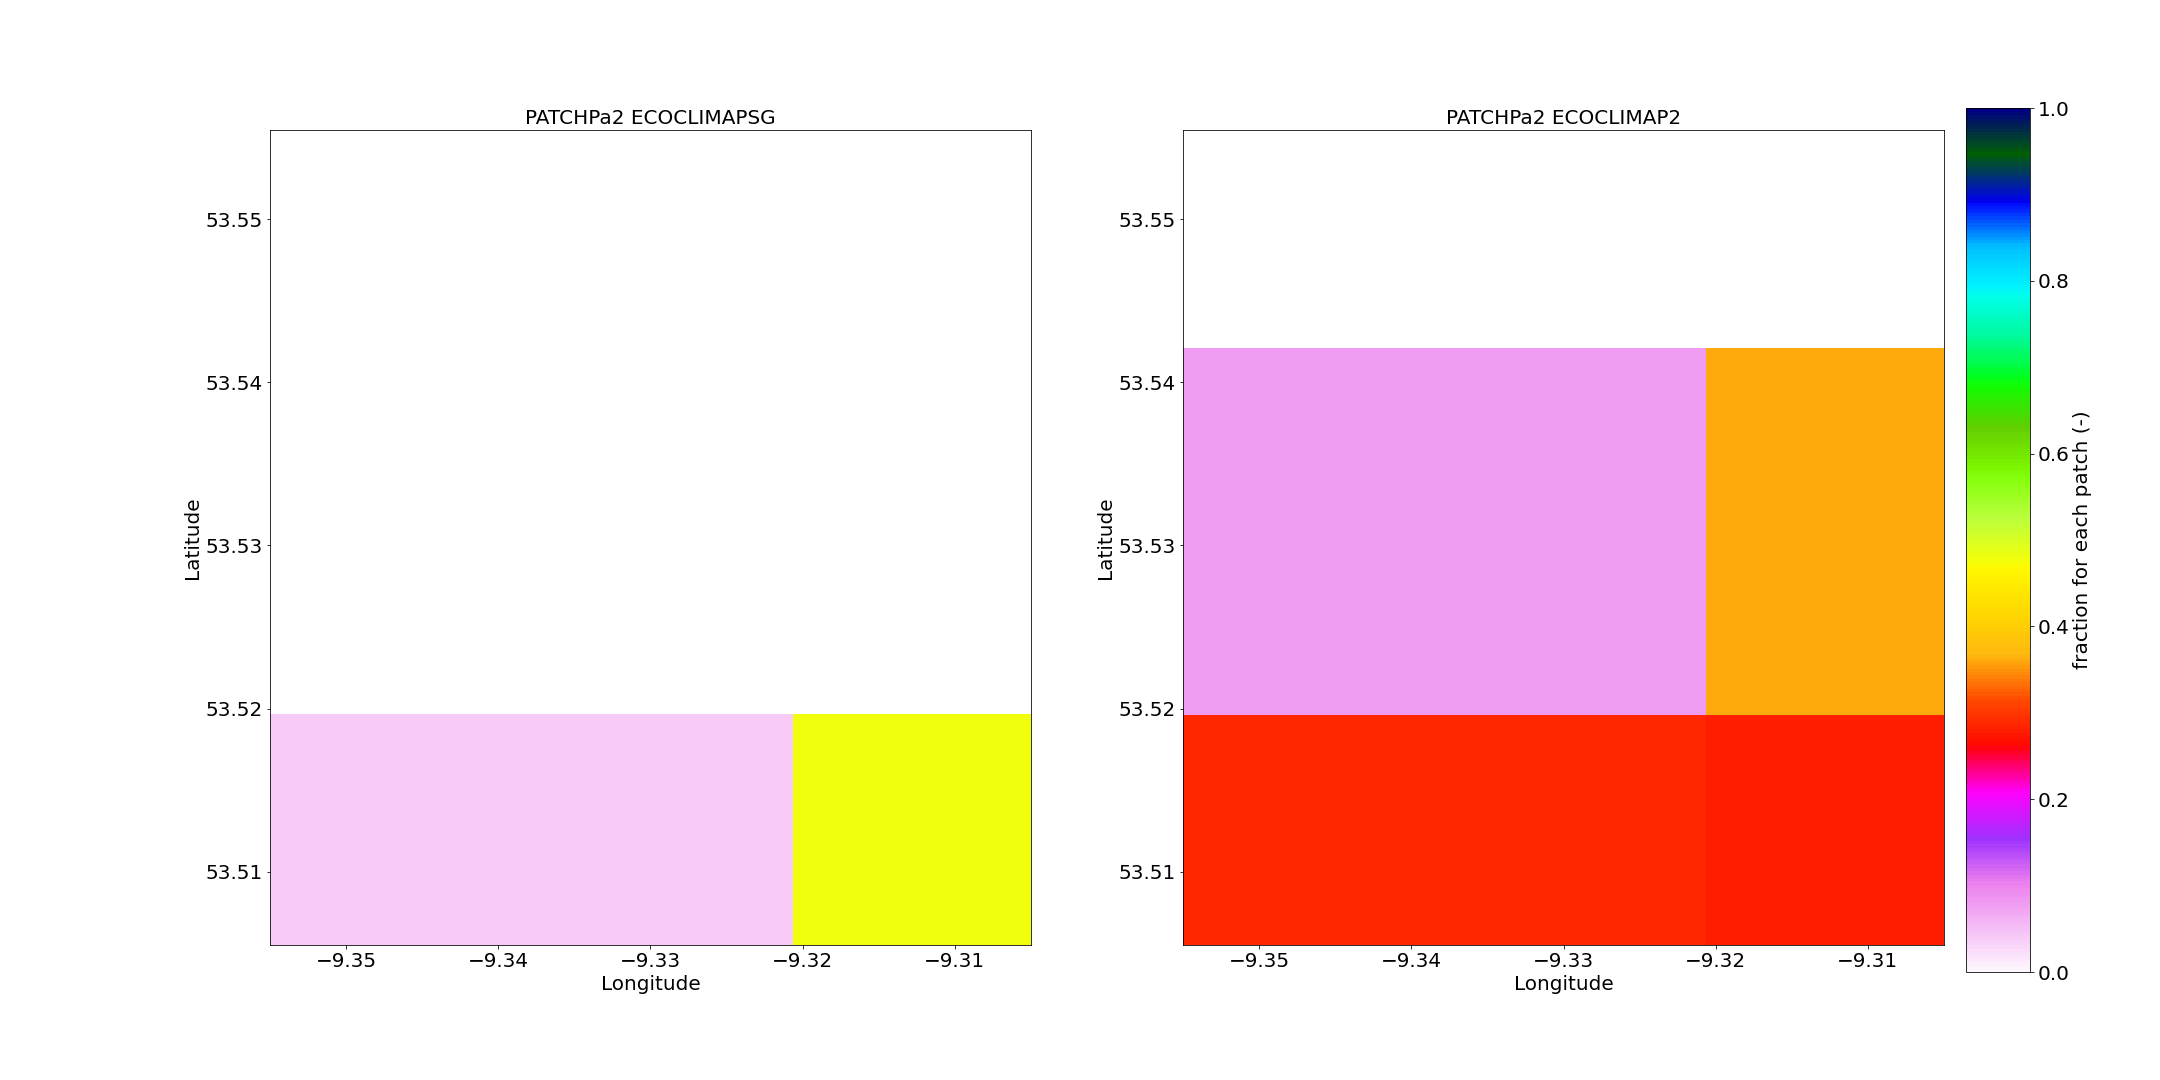 PATCHPa2 ECOCLIMAPSG
53.55
53.54
53.53
53.52
53.51
Latitude
−9.35 −9.34 −9.33 −9.32 −9.31
Longitude
PATCHPa2 ECOCLIMAP2
53.55
53.54
53.53
53.52
53.51
Latitude
−9.35 −9.34 −9.33 −9.32 −9.31
Longitude
1.0
0.8
0.6
0.4
0.2
0.0
fraction for each patch (-)